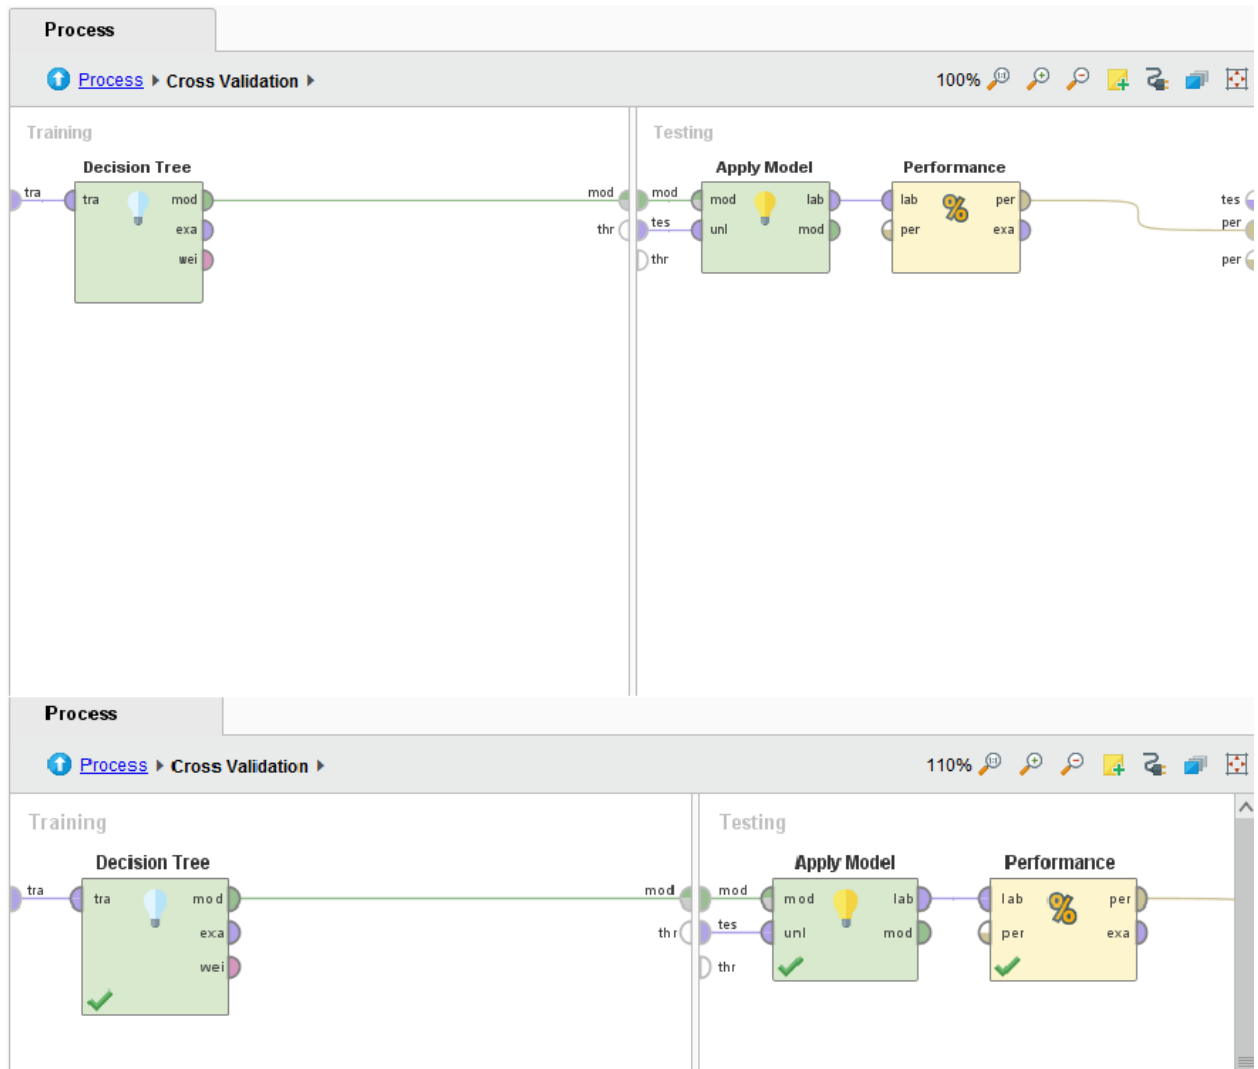 Process
Process Cross Validation
100%
Training
Testing
Decision Tree
Apply Model
Performance
tra
tra
mod
mod
mod
mod
lab
lab
per
tes
exa
thr
tes
unl
mod
per
exa
per
wei
thr
per
Process
Process Cross Validation
110%
Training
Testing
Decision Tree
Apply Model
Performance
tra
tra
mod
mod
mod
mod
lab
lab
per
exa
thr
tes
unl
mod
per
exa
wei
thr